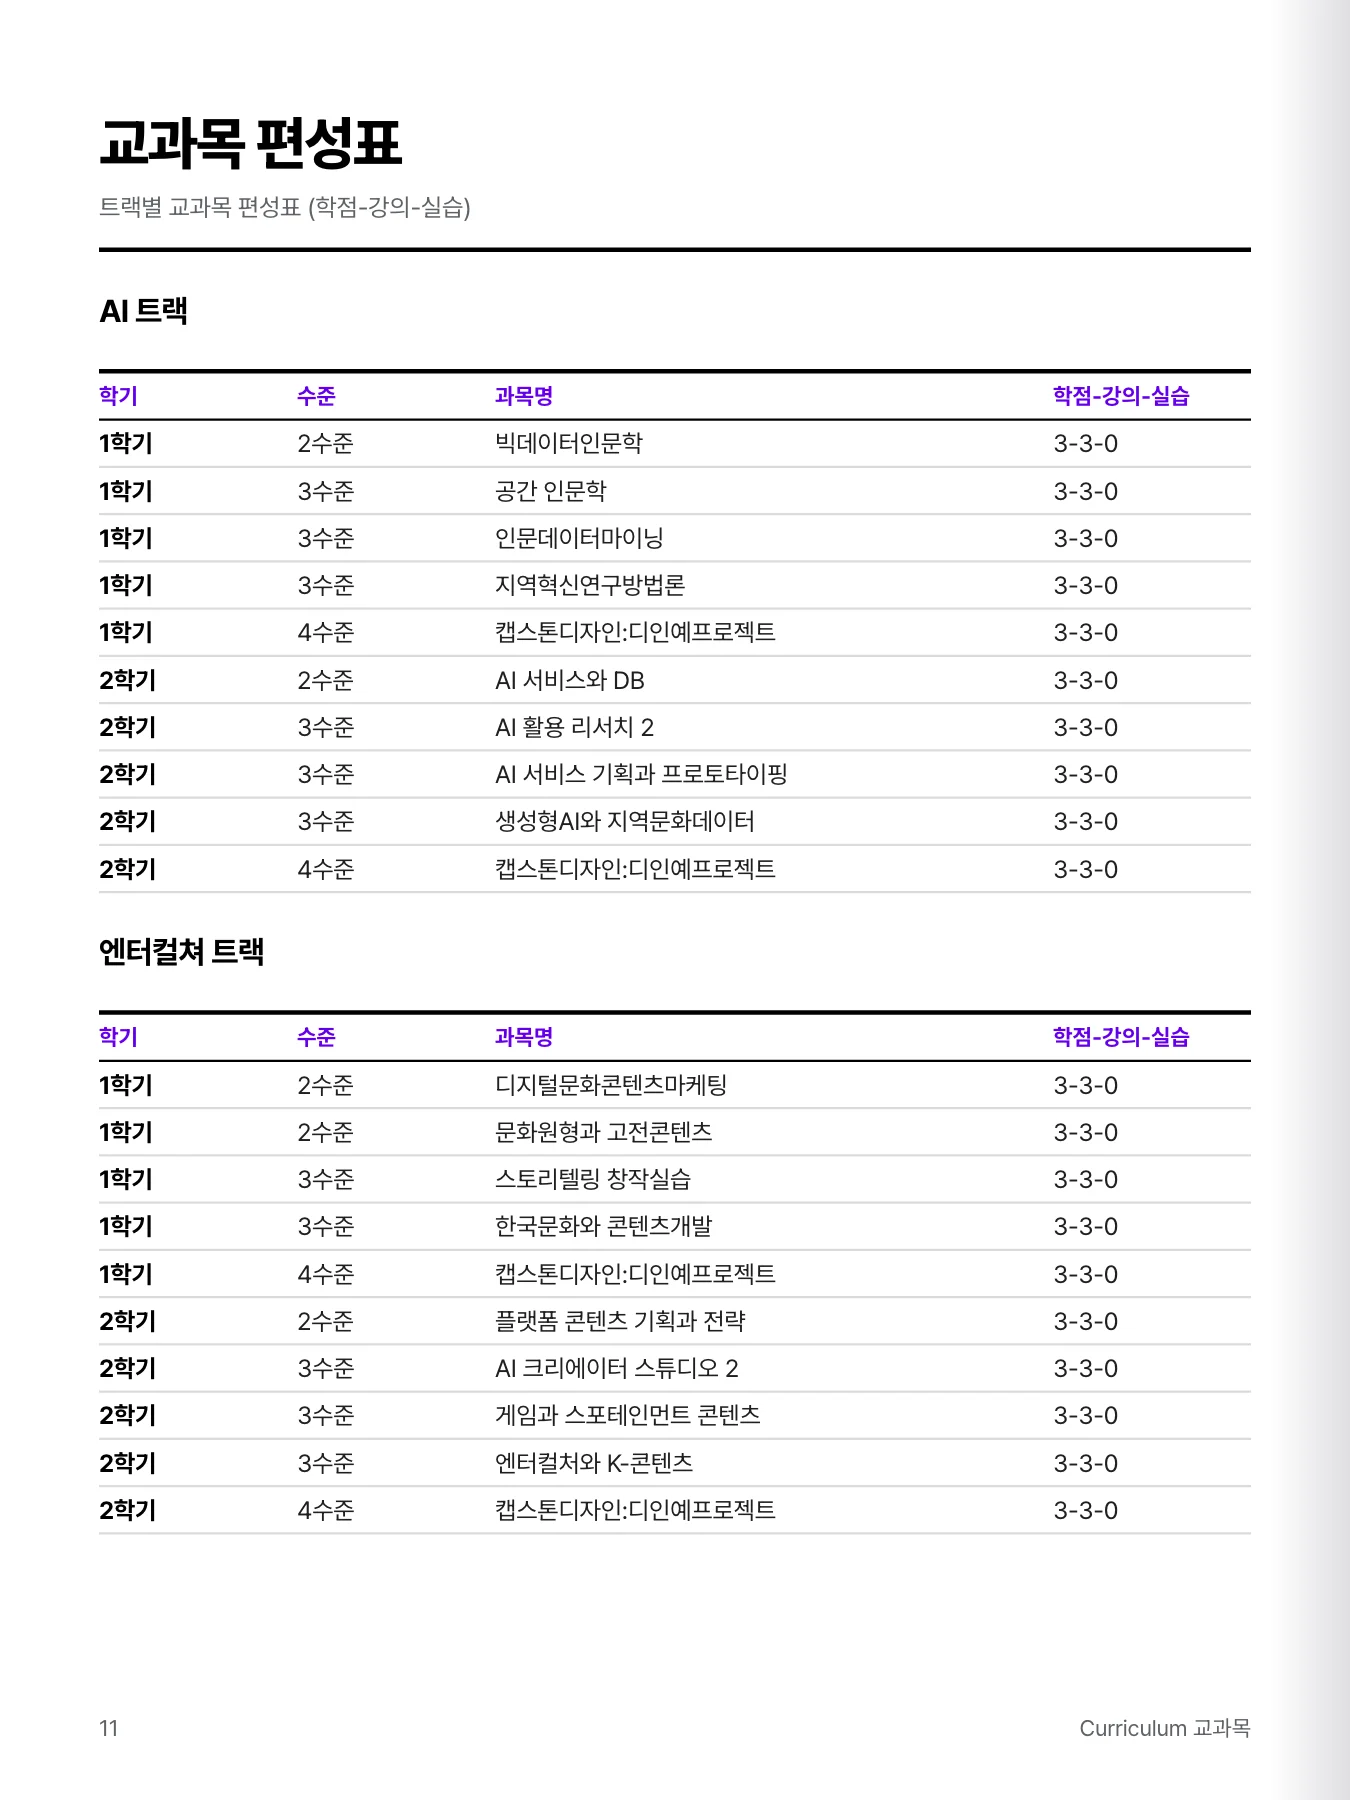 교과목 편성표
트랙별 교과목 편성표 (학점-강의-실습)
AI 트랙
학기 수준 과목명 학점-강의-실습
1학기 2수준 빅데이터인문학 3-3-0
1학기 3수준 공간 인문학 3-3-0
1학기 3수준 인문데이터마이닝 3-3-0
1학기 3수준 지역혁신연구방법론 3-3-0
1학기 4수준 캡스톤디자인:디인예프로젝트 3-3-0
2학기 2수준 AI 서비스와 DB 3-3-0
2학기 3수준 AI 활용 리서치 2 3-3-0
2학기 3수준 AI 서비스 기획과 프로토타이핑 3-3-0
2학기 3수준 생성형AI와 지역문화데이터 3-3-0
2학기 4수준 캡스톤디자인:디인예프로젝트 3-3-0
엔터컬쳐 트랙
학기 수준 과목명 학점-강의-실습
1학기 2수준 디지털문화콘텐츠마케팅 3-3-0
1학기 2수준 문화원형과 고전콘텐츠 3-3-0
1학기 3수준 스토리텔링 창작실습 3-3-0
1학기 3수준 한국문화와 콘텐츠개발 3-3-0
1학기 4수준 캡스톤디자인:디인예프로젝트 3-3-0
2학기 2수준 플랫폼 콘텐츠 기획과 전략 3-3-0
2학기 3수준 AI 크리에이터 스튜디오 2 3-3-0
2학기 3수준 게임과 스포테인먼트 콘텐츠 3-3-0
2학기 3수준 엔터컬처와 K-콘텐츠 3-3-0
2학기 4수준 캡스톤디자인:디인예프로젝트 3-3-0
11 Curriculum 교과목